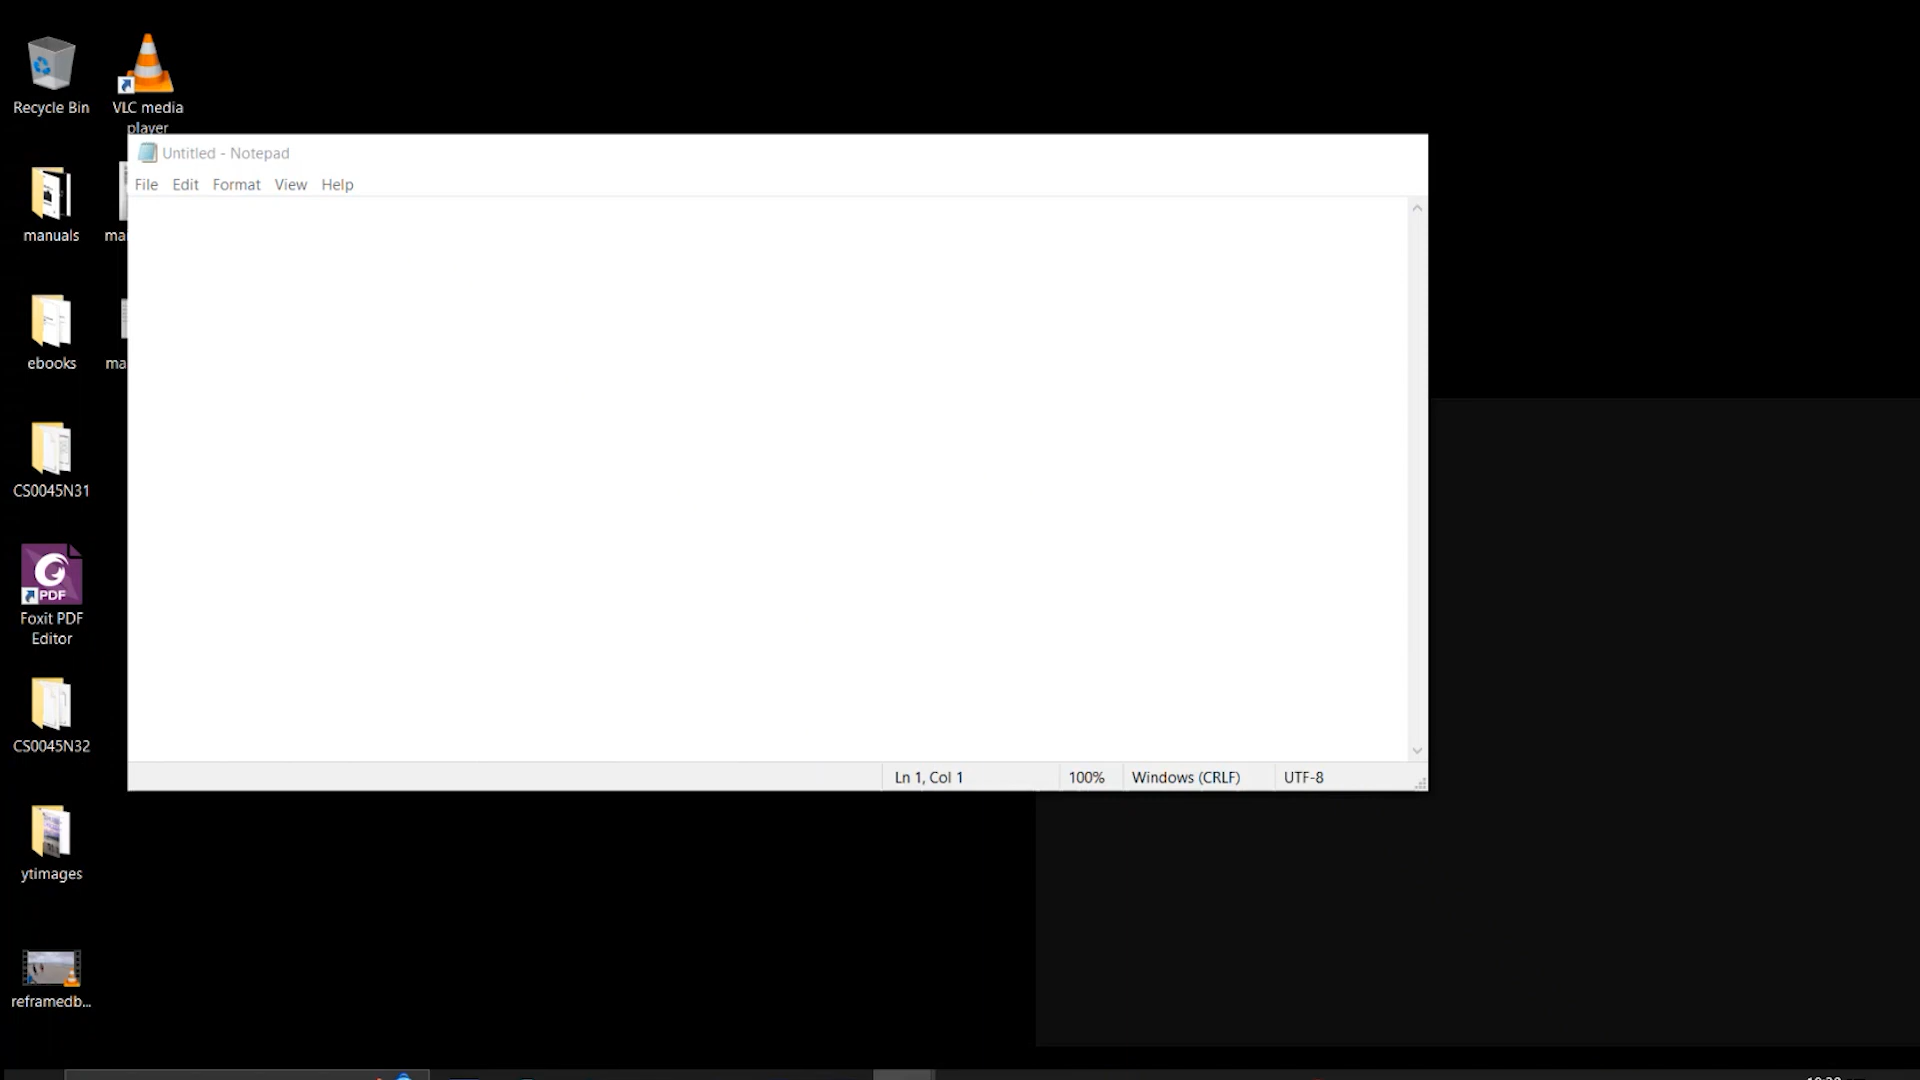 Recycle Bin
VLC media
player
manuals
ebooks
CS0045N31
PDF
Foxit PDF
Editor
CS0045N32
ytimages
reframedb...
Untitled - Notepad
File Edit Format View Help
Ln 1, Col 1 100% Windows (CRLF) UTF-8